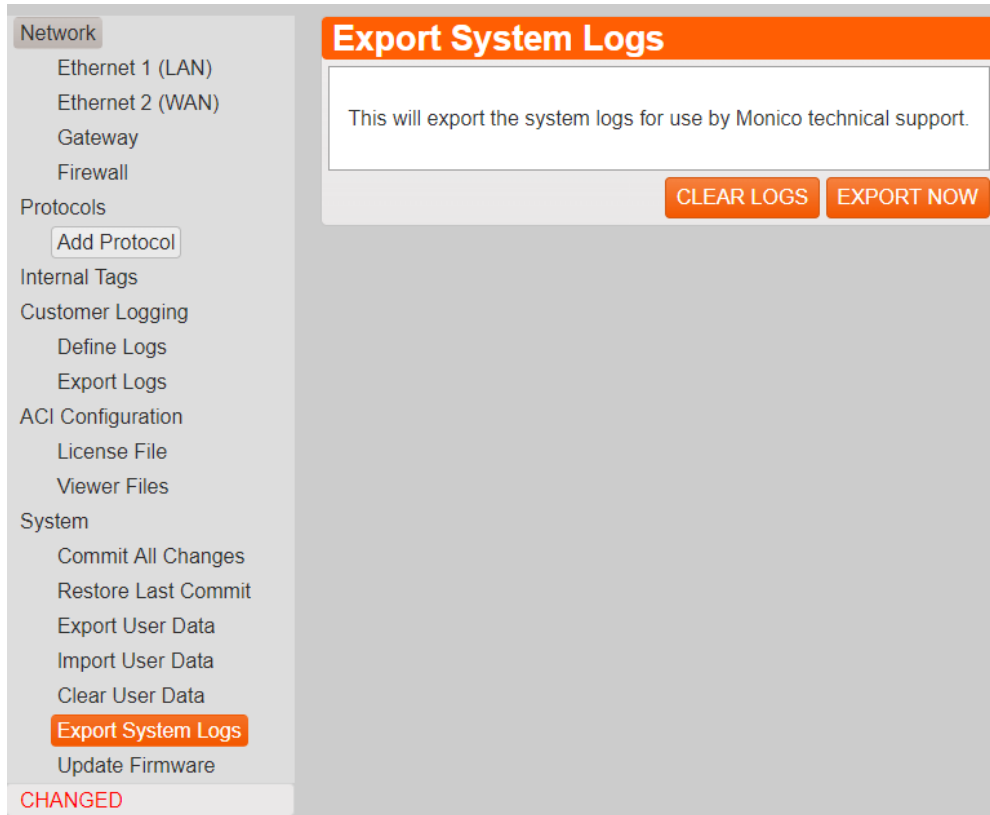 Network
Ethernet 1 (LAN)
Ethernet 2 (WAN)
Gateway
Firewall
Protocols
Add Protocol
Internal Tags
Customer Logging
Define Logs
Export Logs
ACI Configuration
License File
Viewer Files
System
Commit All Changes
Restore Last Commit
Export User Data
Import User Data
Clear User Data
Export System Logs
Update Firmware
CHANGED
Export System Logs
This will export the system logs for use by Monico technical support.
CLEAR LOGS EXPORT NOW